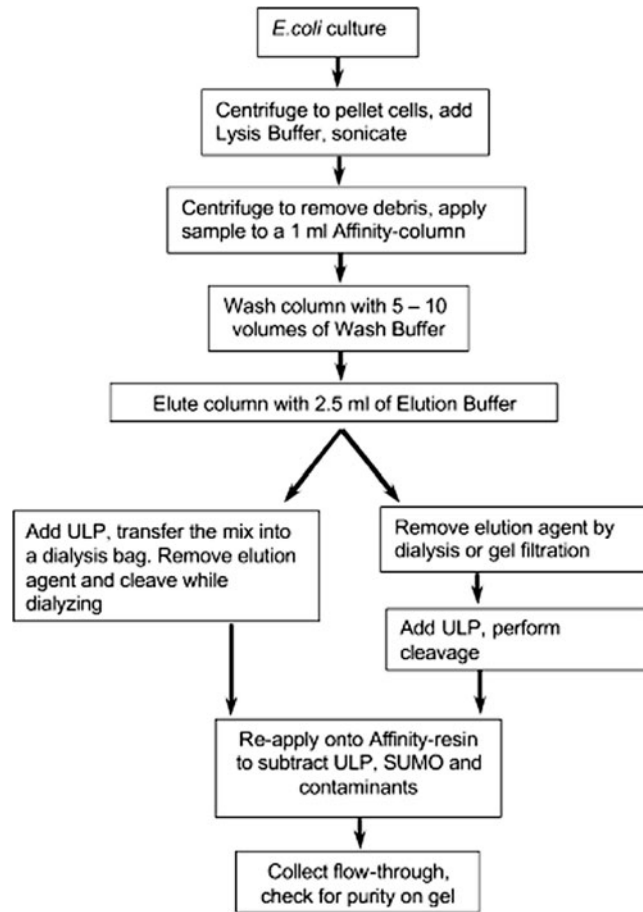 E.coli culture
Centrifuge to pellet cells, add
Lysis Buffer, sonicate
Centrifuge to remove debris, apply
sample to a 1 ml Affinity-column
Wash column with 5 – 10
volumes of Wash Buffer
Elute column with 2.5 ml of Elution Buffer
Add ULP, transfer the mix into
a dialysis bag. Remove elution
agent and cleave while
dialyzing
Remove elution agent by
dialysis or gel filtration
Add ULP, perform
cleavage
Re-apply onto Affinity-resin
to subtract ULP, SUMO and
contaminants
Collect flow-through,
check for purity on gel